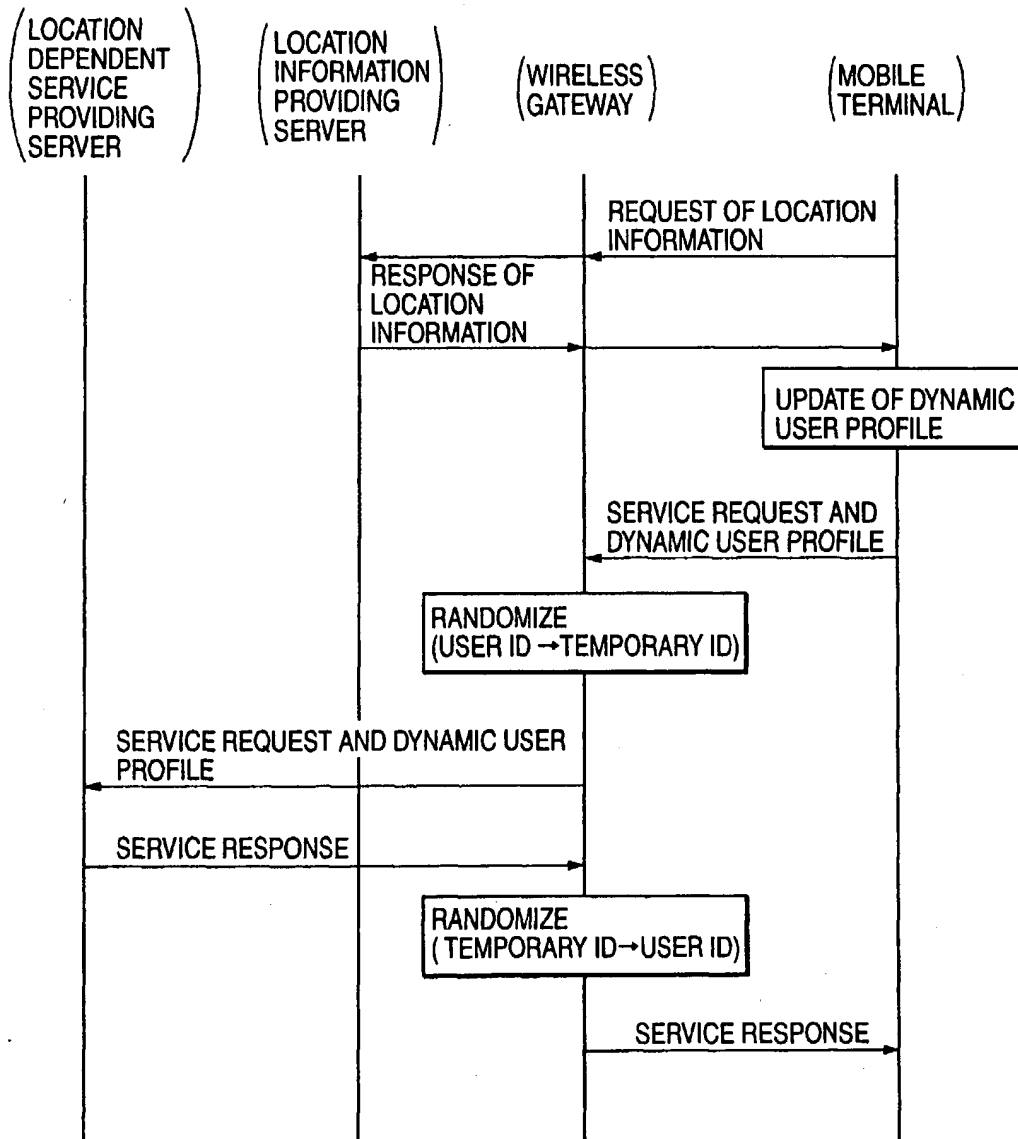 (LOCATION
DEPENDENT
SERVICE
PROVIDING
SERVER)
(LOCATION
INFORMATION
PROVIDING
SERVER)
(WIRELESS
GATEWAY)
(MOBILE
TERMINAL)
REQUEST OF LOCATION
INFORMATION
RESPONSE OF
LOCATION
INFORMATION
UPDATE OF DYNAMIC
USER PROFILE
SERVICE REQUEST AND
DYNAMIC USER PROFILE
RANDOMIZE
(USER ID →TEMPORARY ID)
SERVICE REQUEST AND DYNAMIC USER
PROFILE
SERVICE RESPONSE
RANDOMIZE
( TEMPORARY ID→USER ID)
SERVICE RESPONSE